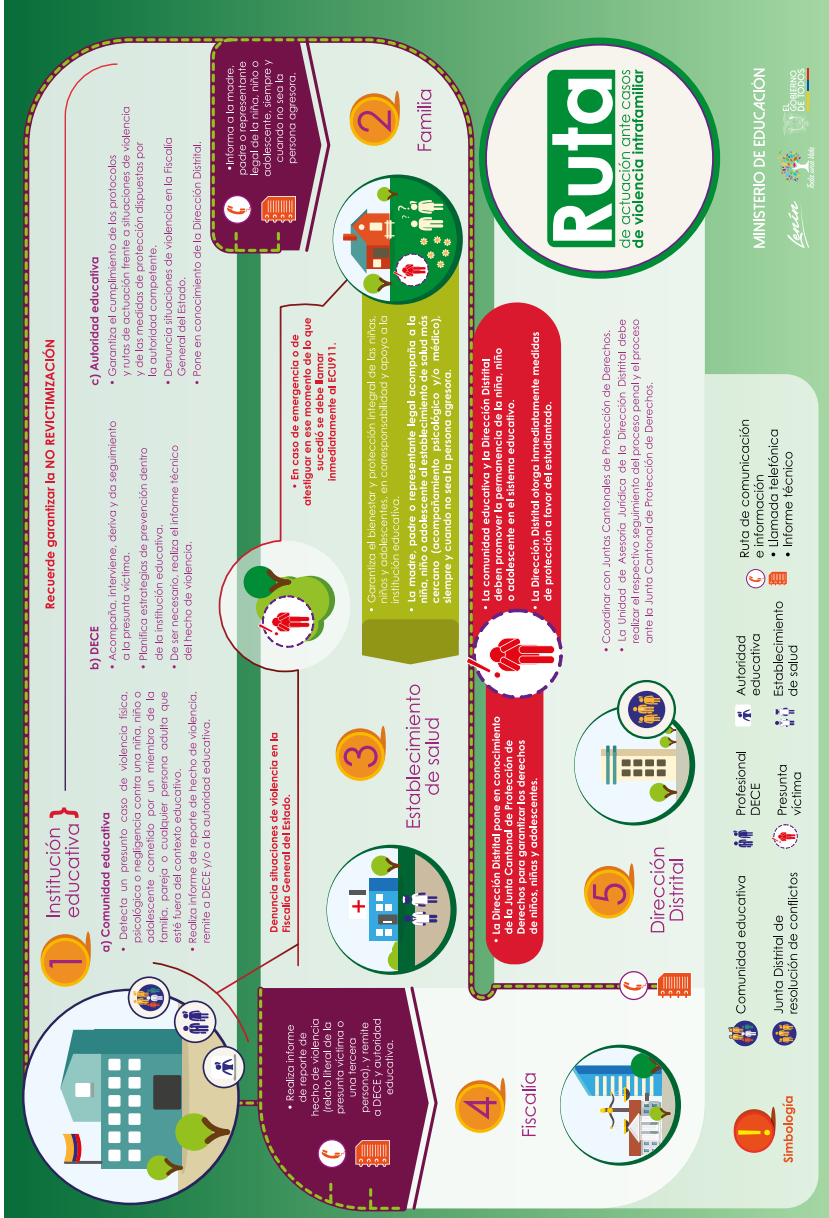 Recuerde garantizar la NO REVICTIMIZACIÓN
1
Institución
educativa }
a) Comunidad educativa
• Detecta un presunto caso de violencia física,
psicológica o negligencia contra una niña, niño o
adolescente cometido por un miembro de la
familia, pareja o cualquier persona adulta que
esté fuera del contexto educativo.
• Realiza informe de reporte de hecho de violencia,
remite a DECE y/o a la autoridad educativa.
b) DECE
• Acompaña, interviene, deriva y da seguimiento
a la presunta víctima.
• Planifica estrategias de prevención dentro
de la institución educativa.
• De ser necesario, realiza el informe técnico
del hecho de violencia.
c) Autoridad educativa
• Garantiza el cumplimiento de los protocolos
y rutas de actuación frente a situaciones de violencia
y de las medidas de protección dispuestas por
la autoridad competente.
• Denuncia situaciones de violencia en la Fiscalía
General del Estado.
• Pone en conocimiento de la Dirección Distrital.
• Informa a la madre,
padre o representante
legal de la niña, niño o
adolescente, siempre y
cuando no sea la
persona agresora.
2
Familia
• En caso de emergencia o de
atestiguar en ese momento de lo que
sucedió se debe llamar
inmediatamente al ECU911.
• Garantiza el bienestar y protección integral de las niñas,
niños y adolescentes, en corresponsabilidad y apoyo a la
institución educativa.
• La madre, padre o representante legal acompaña a la
niña, niño o adolescente al establecimiento de salud más
cercano (acompañamiento psicológico y/o médico),
siempre y cuando no sea la persona agresora.
Denuncia situaciones de violencia en la
Fiscalía General del Estado.
3
Establecimiento
de salud
• Realiza informe
de reporte de
hecho de violencia
(relato literal de la
presunta víctima o
una tercera
persona), y remite
a DECE y autoridad
educativa.
4
Fiscalía
• La Dirección Distrital pone en conocimiento
de la Junta Cantonal de Protección de
Derechos para garantizar los derechos
de niños, niñas y adolescentes.
• La comunidad educativa y la Dirección Distrital
deben promover la permanencia de la niña, niño
o adolescente en el sistema educativo.
• La Dirección Distrital otorga inmediatamente medidas
de protección a favor del estudiantado.
5
Dirección
Distrital
• Coordinar con Juntas Cantonales de Protección de Derechos.
• La Unidad de Asesoría Jurídica de la Dirección Distrital debe
realizar el respectivo seguimiento del proceso penal y el proceso
ante la Junta Cantonal de Protección de Derechos.
Ruta
de actuación ante casos
de violencia intrafamiliar
!
Simbología
Comunidad educativa
Junta Distrital de
resolución de conflictos
Profesional
DECE
Presunta
víctima
Autoridad
educativa
Establecimiento
de salud
Ruta de comunicación
e información
• Llamada telefónica
• Informe técnico
MINISTERIO DE EDUCACIÓN
Lenín
Toda una Vida
EL
GOBIERNO
DE TODOS